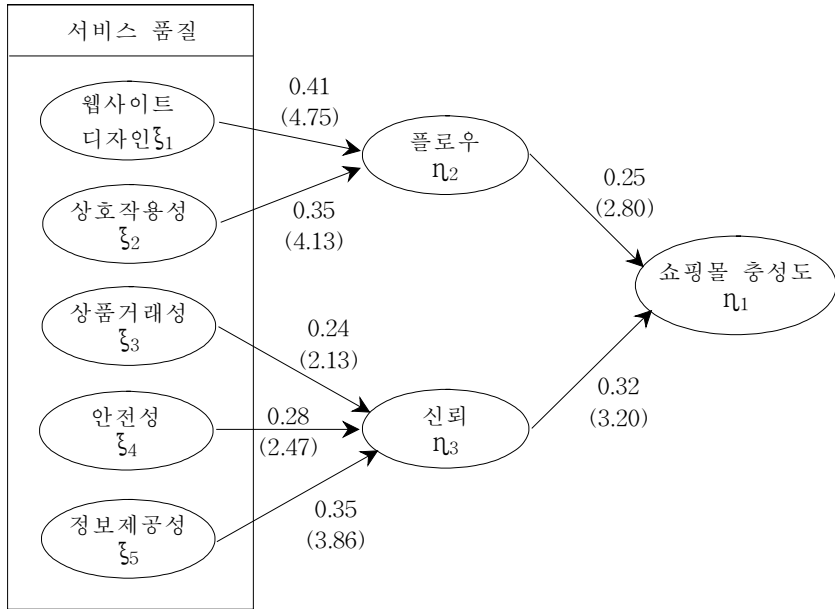 서비스 품질
웹사이트
디자인ξ1
0.41
(4.75)
플로우
η2
상호작용성
ξ2
0.35
(4.13)
0.25
(2.80)
쇼핑몰 충성도
η1
상품거래성
ξ3
0.24
(2.13)
안전성
ξ4
0.28
(2.47)
신뢰
η3
0.32
(3.20)
정보제공성
ξ5
0.35
(3.86)